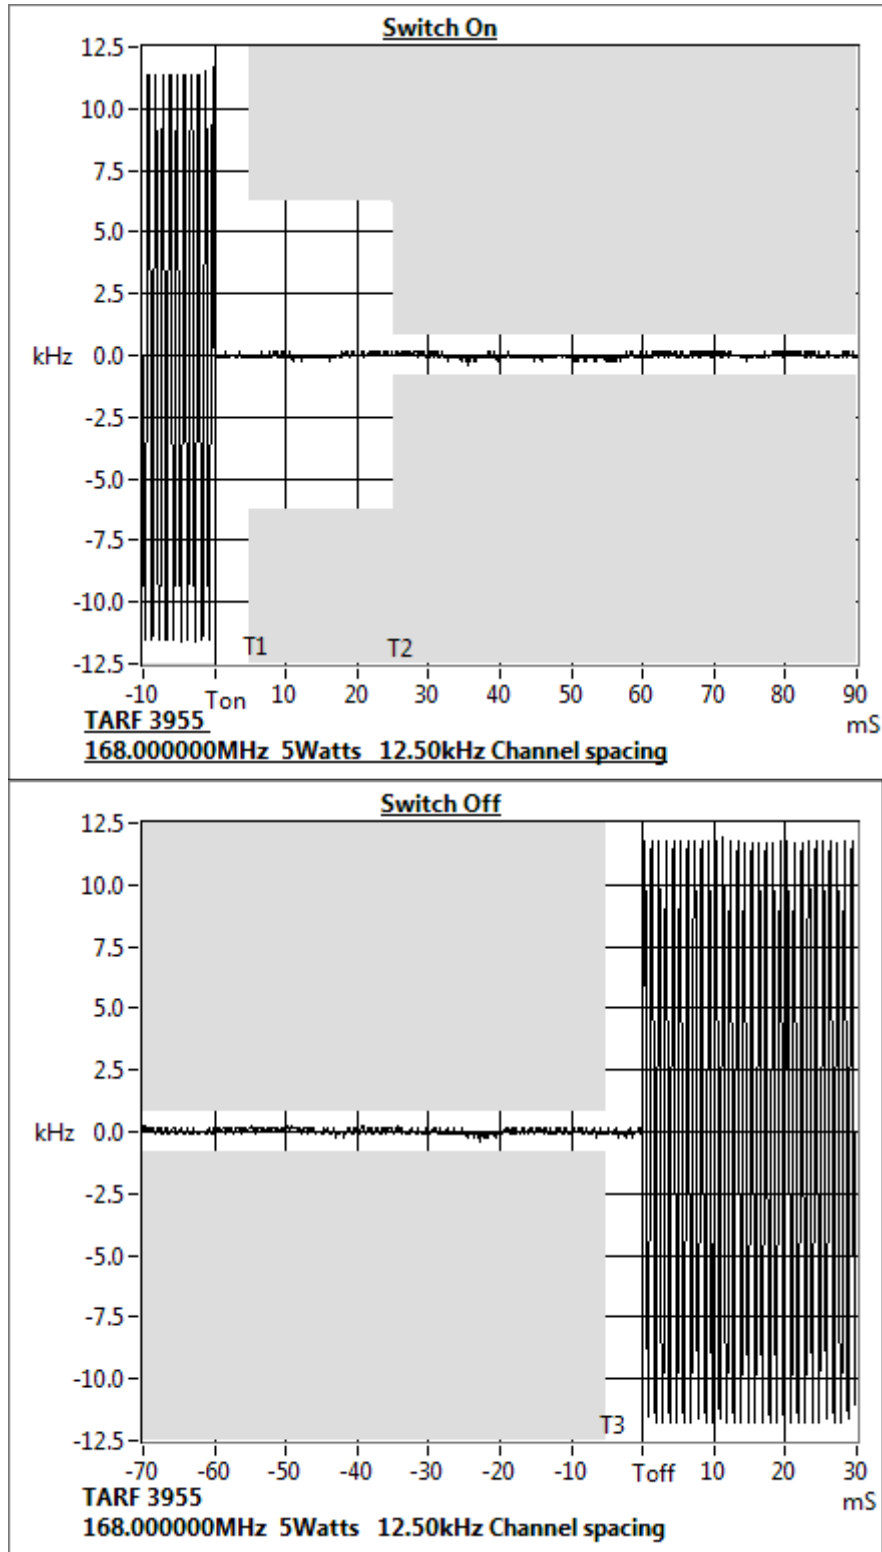 Switch On
12.5
10.0
7.5
5.0
2.5
kHz 0.0
-2.5
-5.0
-7.5
-10.0
T1 T2
-12.5
-10 Ton 10 20 30 40 50 60 70 80 90
mS
TARF 3955
168.000000MHz 5Watts 12.50kHz Channel spacing
Switch Off
12.5
10.0
7.5
5.0
2.5
kHz 0.0
-2.5
-5.0
-7.5
-10.0
T3
-12.5
-70 -60 -50 -40 -30 -20 -10 Toff 10 20 30
mS
TARF 3955
168.000000MHz 5Watts 12.50kHz Channel spacing